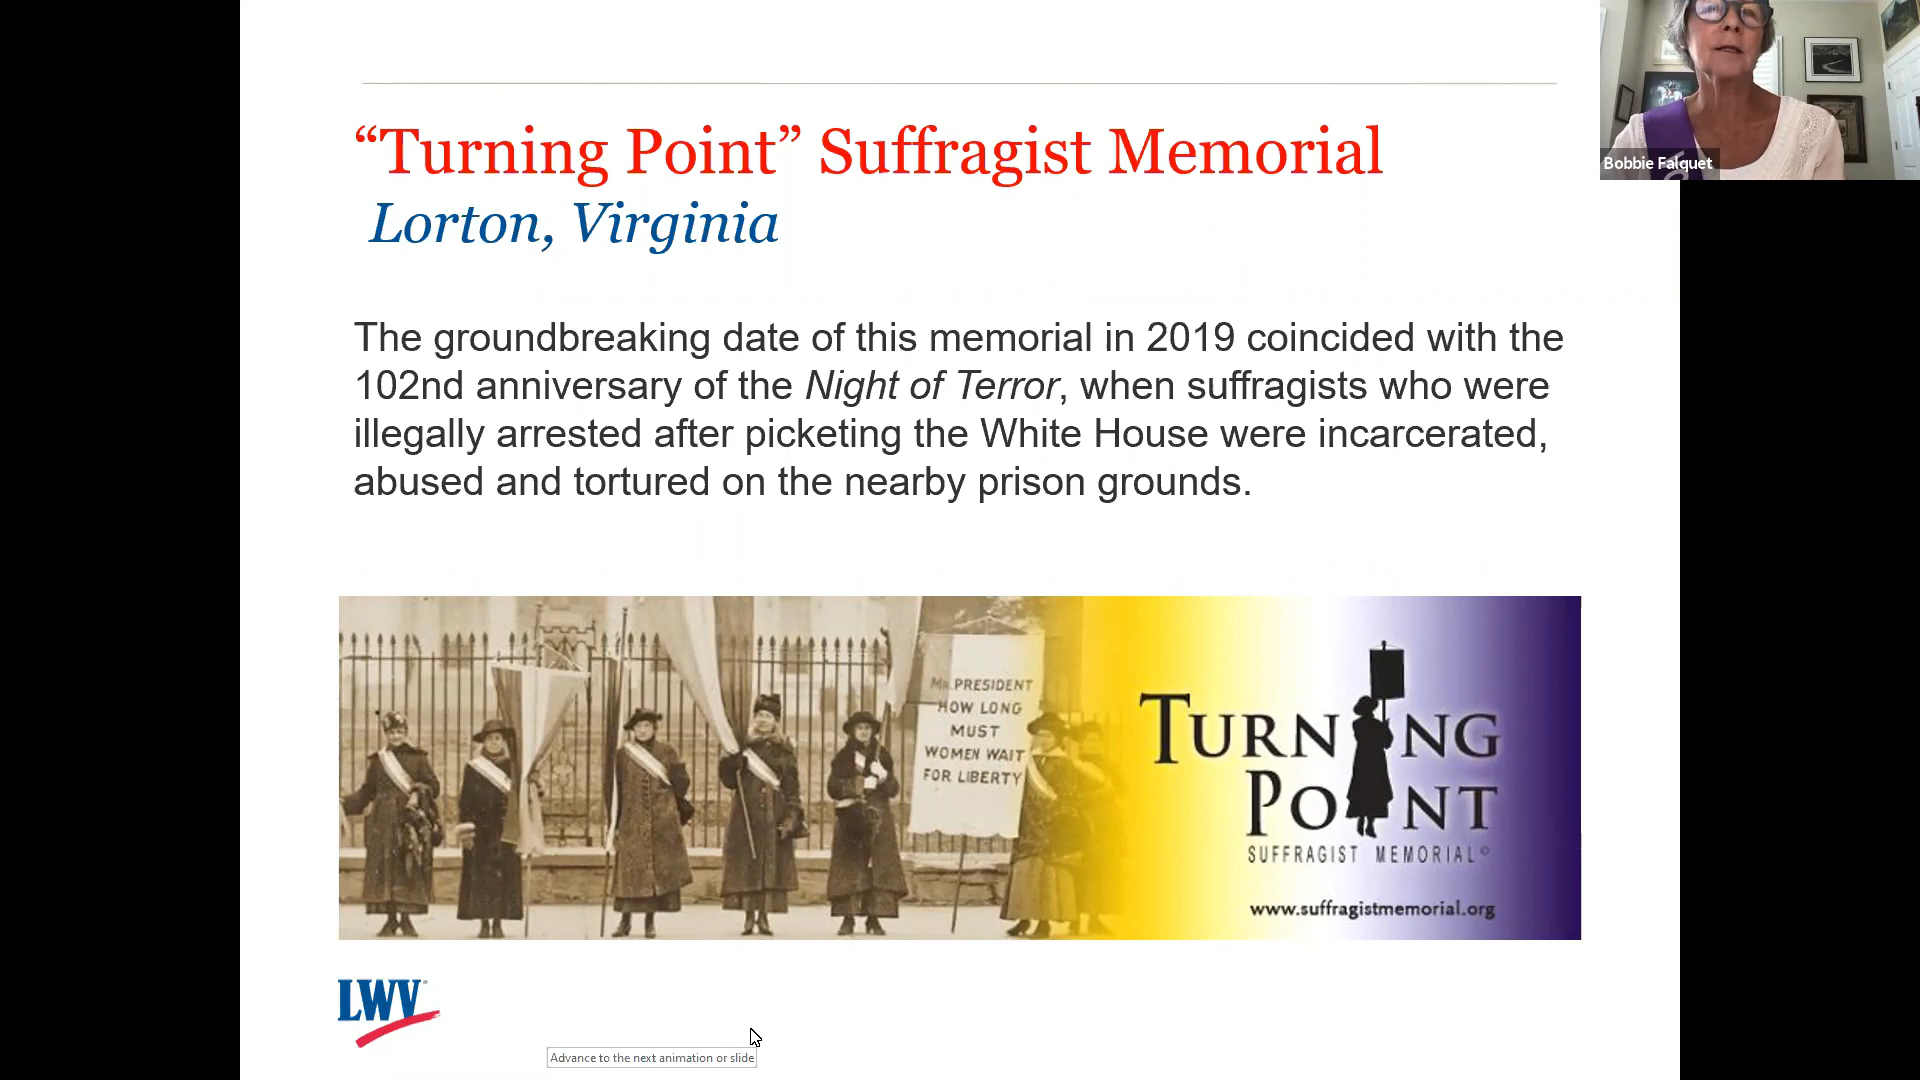 “Turning Point” Suffragist Memorial
Lorton, Virginia
Bobbie Falquet
The groundbreaking date of this memorial in 2019 coincided with the
102nd anniversary of the Night of Terror, when suffragists who were
illegally arrested after picketing the White House were incarcerated,
abused and tortured on the nearby prison grounds.
MR. PRESIDENT
HOW LONG
MUST
WOMEN WAIT
FOR LIBERTY
TURNING
POINT
SUFFRAGIST MEMORIAL©
www.suffragistmemorial.org
LWV®
Advance to the next animation or slide